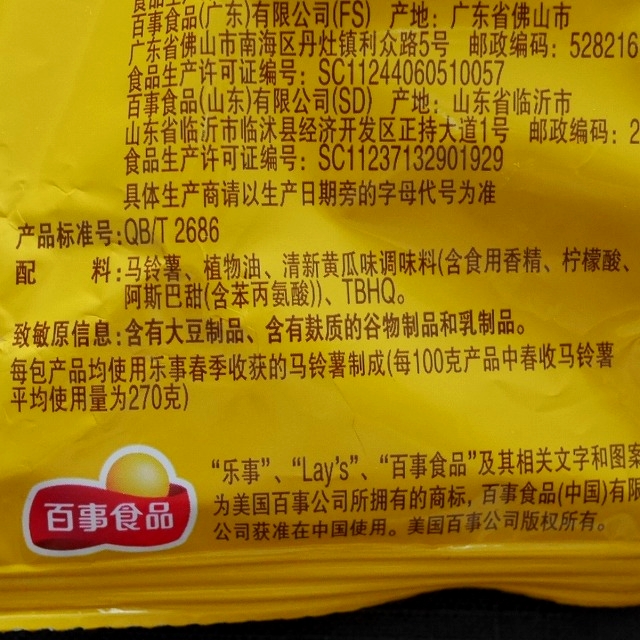 百事食品(广东)有限公司(FS) 产地：广东省佛山市
广东省佛山市南海区丹灶镇利众路5号 邮政编码：528216
食品生产许可证编号：SC11244060510057
百事食品(山东)有限公司(SD) 产地：山东省临沂市
山东省临沂市临沭县经济开发区正持大道1号 邮政编码：2
食品生产许可证编号：SC11237132901929
具体生产商请以生产日期旁的字母代号为准
产品标准号:QB/T 2686
配 料:马铃薯、植物油、清新黄瓜味调味料(含食用香精、柠檬酸、
阿斯巴甜(含苯丙氨酸))、TBHQ。
致敏原信息:含有大豆制品、含有麸质的谷物制品和乳制品。
每包产品均使用乐事春季收获的马铃薯制成(每100克产品中春收马铃薯
平均使用量为270克)
百事食品
“乐事”、“Lay's”、“百事食品”及其相关文字和图案
为美国百事公司所拥有的商标,百事食品(中国)有限
公司获准在中国使用。美国百事公司版权所有。